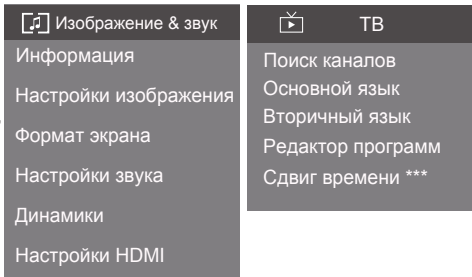 Изображение & звук
Информация
Настройки изображения
Формат экрана
Настройки звука
Динамики
Настройки HDMI
ТВ
Поиск каналов
Основной язык
Вторичный язык
Редактор программ
Сдвиг времени ***